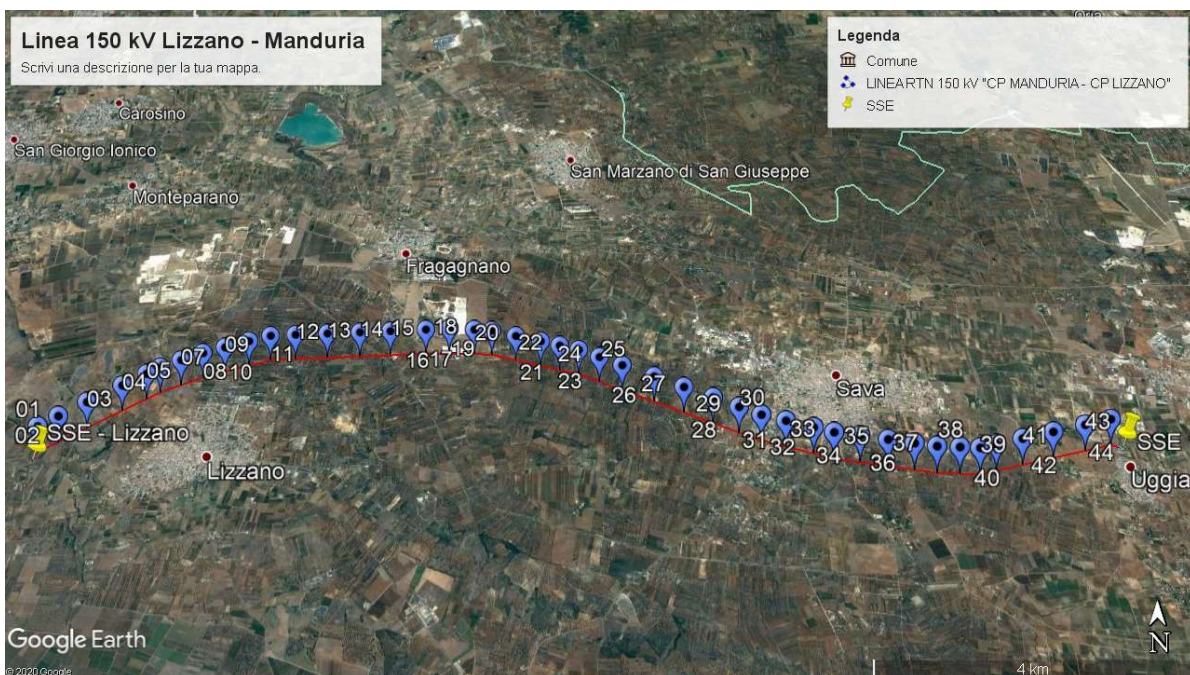 Linea 150 kV Lizzano - Manduria
Scrivi una descrizione per la tua mappa.
Legenda
Comune
LINEA RTN 150 kV "CP MANDURIA - CP LIZZANO"
SSE
Oria
Carosino
San Giorgio Ionico
Monteparano
San Marzano di San Giuseppe
Fragagnano
01
02
03
04
05
07
08
09
10
11
12
13
14
15
16
17
18
19
20
21
22
23
24
25
26
27
28
29
30
31
32
33
34
35
36
37
38
39
40
41
42
43
44
SSE - Lizzano
Lizzano
Sava
SSE
Uggia
Google Earth
© 2020 Google
4 km
N